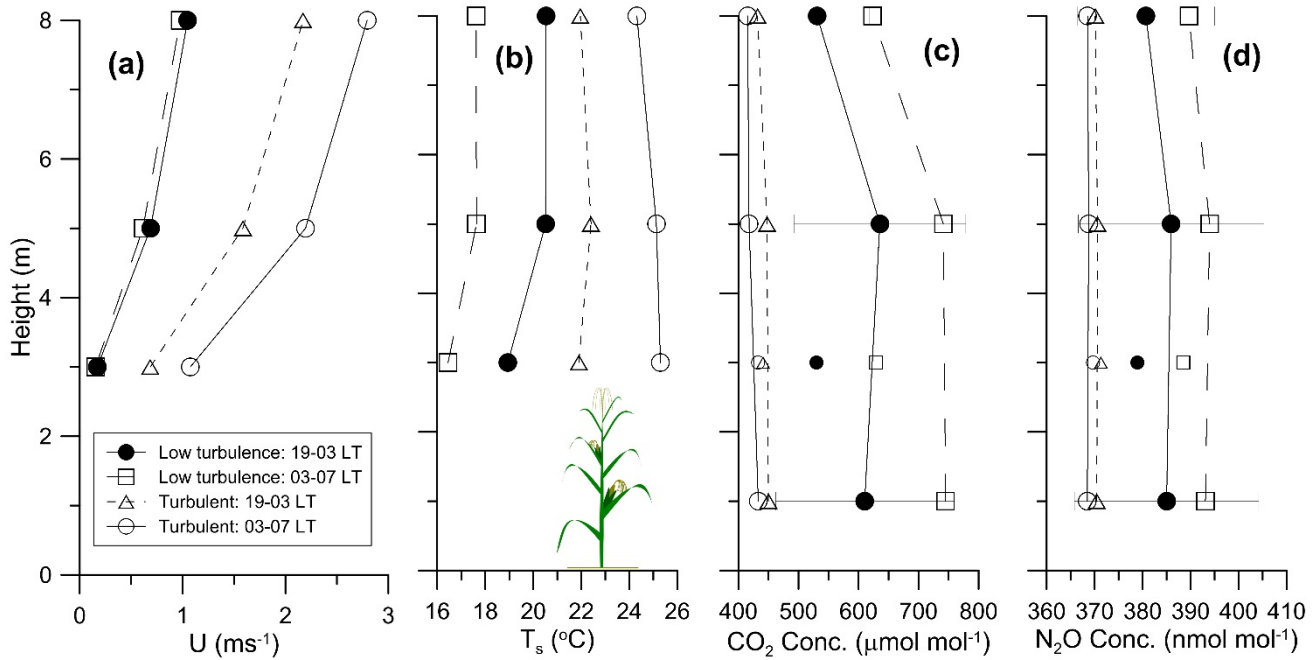 (a)
(b)
(c)
(d)
8
6
4
2
0
Height (m)
Low turbulence: 19-03 LT
Low turbulence: 03-07 LT
Turbulent: 19-03 LT
Turbulent: 03-07 LT
0 1 2 3
U (ms⁻¹)
16 18 20 22 24 26
Tₛ (°C)
400 500 600 700 800
CO₂ Conc. (μmol mol⁻¹)
360 370 380 390 400 410
N₂O Conc. (nmol mol⁻¹)